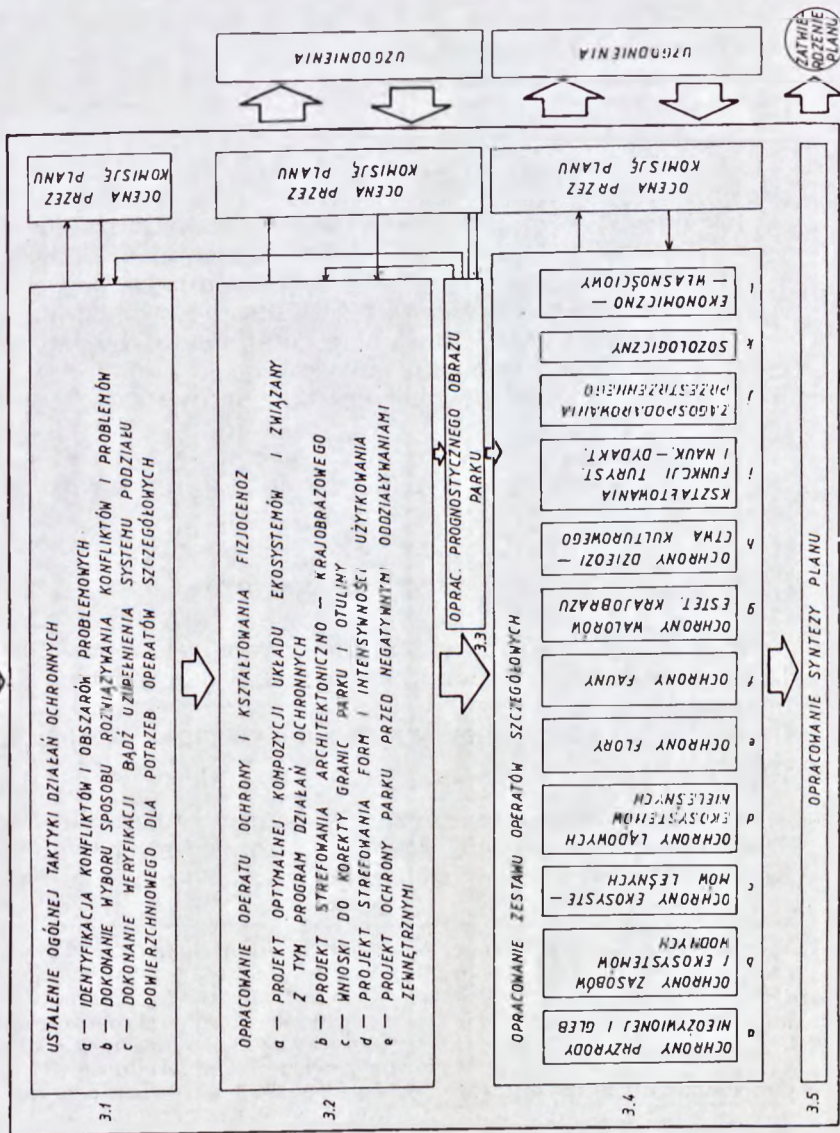 3.1
USTALENIE OGÓLNEJ TAKTYKI DZIAŁAŃ OCHRONNYCH
a — IDENTYFIKACJA KONFLIKTÓW I OBSZARÓW PROBLEMOWYCH
b — DOKONANIE WYBORU SPOSOBU ROZWIĄZYWANIA KONFLIKTÓW I PROBLEMÓW
c — DOKONANIE WERYFIKACJI BĄDŹ UZUPEŁNIENIA SYSTEMU PODZIAŁU
POWIERZCHNIOWEGO DLA POTRZEB OPERATÓW SZCZEGÓŁOWYCH
OCENA PRZEZ
KOMISJĘ PLANU
3.2
OPRACOWANIE OPERATU OCHRONY I KSZTAŁTOWANIA FIZJOCENOZ
a — PROJEKT OPTYMALNEJ KOMPOZYCJI UKŁADU EKOSYSTEMÓW I ZWIĄZANY
Z TYM PROGRAM DZIAŁAŃ OCHRONNYCH
b — PROJEKT STREFOWANIA ARCHITEKTONICZNO — KRAJOBRAZOWEGO
c — WNIOSKI DO KOREKTY GRANIC PARKU I OTULINY
d — PROJEKT STREFOWANIA FORM I INTENSYWNOŚCI UŻYTKOWANIA
e — PROJEKT OCHRONY PARKU PRZED NEGATYWNYMI ODDZIAŁYWANIAMI
ZEWNĘTRZNYMI
OCENA PRZEZ
KOMISJĘ PLANU
UZGODNIENIA
3.3
OPRAC. PROGNOSTYCZNEGO OBRAZU
PARKU
3.4
OPRACOWANIE ZESTAWU OPERATÓW SZCZEGÓŁOWYCH
OCHRONY PRZYRODY
NIEOŻYWIONEJ I GLEB
a
OCHRONY ZASOBÓW
I EKOSYSTEMÓW
WODNYCH
b
OCHRONY EKOSYSTE—
MÓW LEŚNYCH
c
OCHRONY LĄDOWYCH
EKOSYSTEMÓW
NIELEŚNYCH
d
OCHRONY FLORY
e
OCHRONY FAUNY
f
OCHRONY WALORÓW
ESTET. KRAJOBRAZU
g
OCHRONY DZIEDZI —
CTWA KULTUROWEGO
h
KSZTAŁTOWANIA
FUNKCJI TURYST.
I NAUK. — DYDAKT.
i
ZAGOSPODAROWANIA
PRZESTRZENNEGO
j
SOZOLOGICZNY
k
EKONOMICZNO —
— WŁASNOŚCIOWY
l
OCENA PRZEZ
KOMISJĘ PLANU
UZGODNIENIA
3.5
OPRACOWANIE SYNTEZY PLANU
ZATWIE-
RDZENIE
PLANU